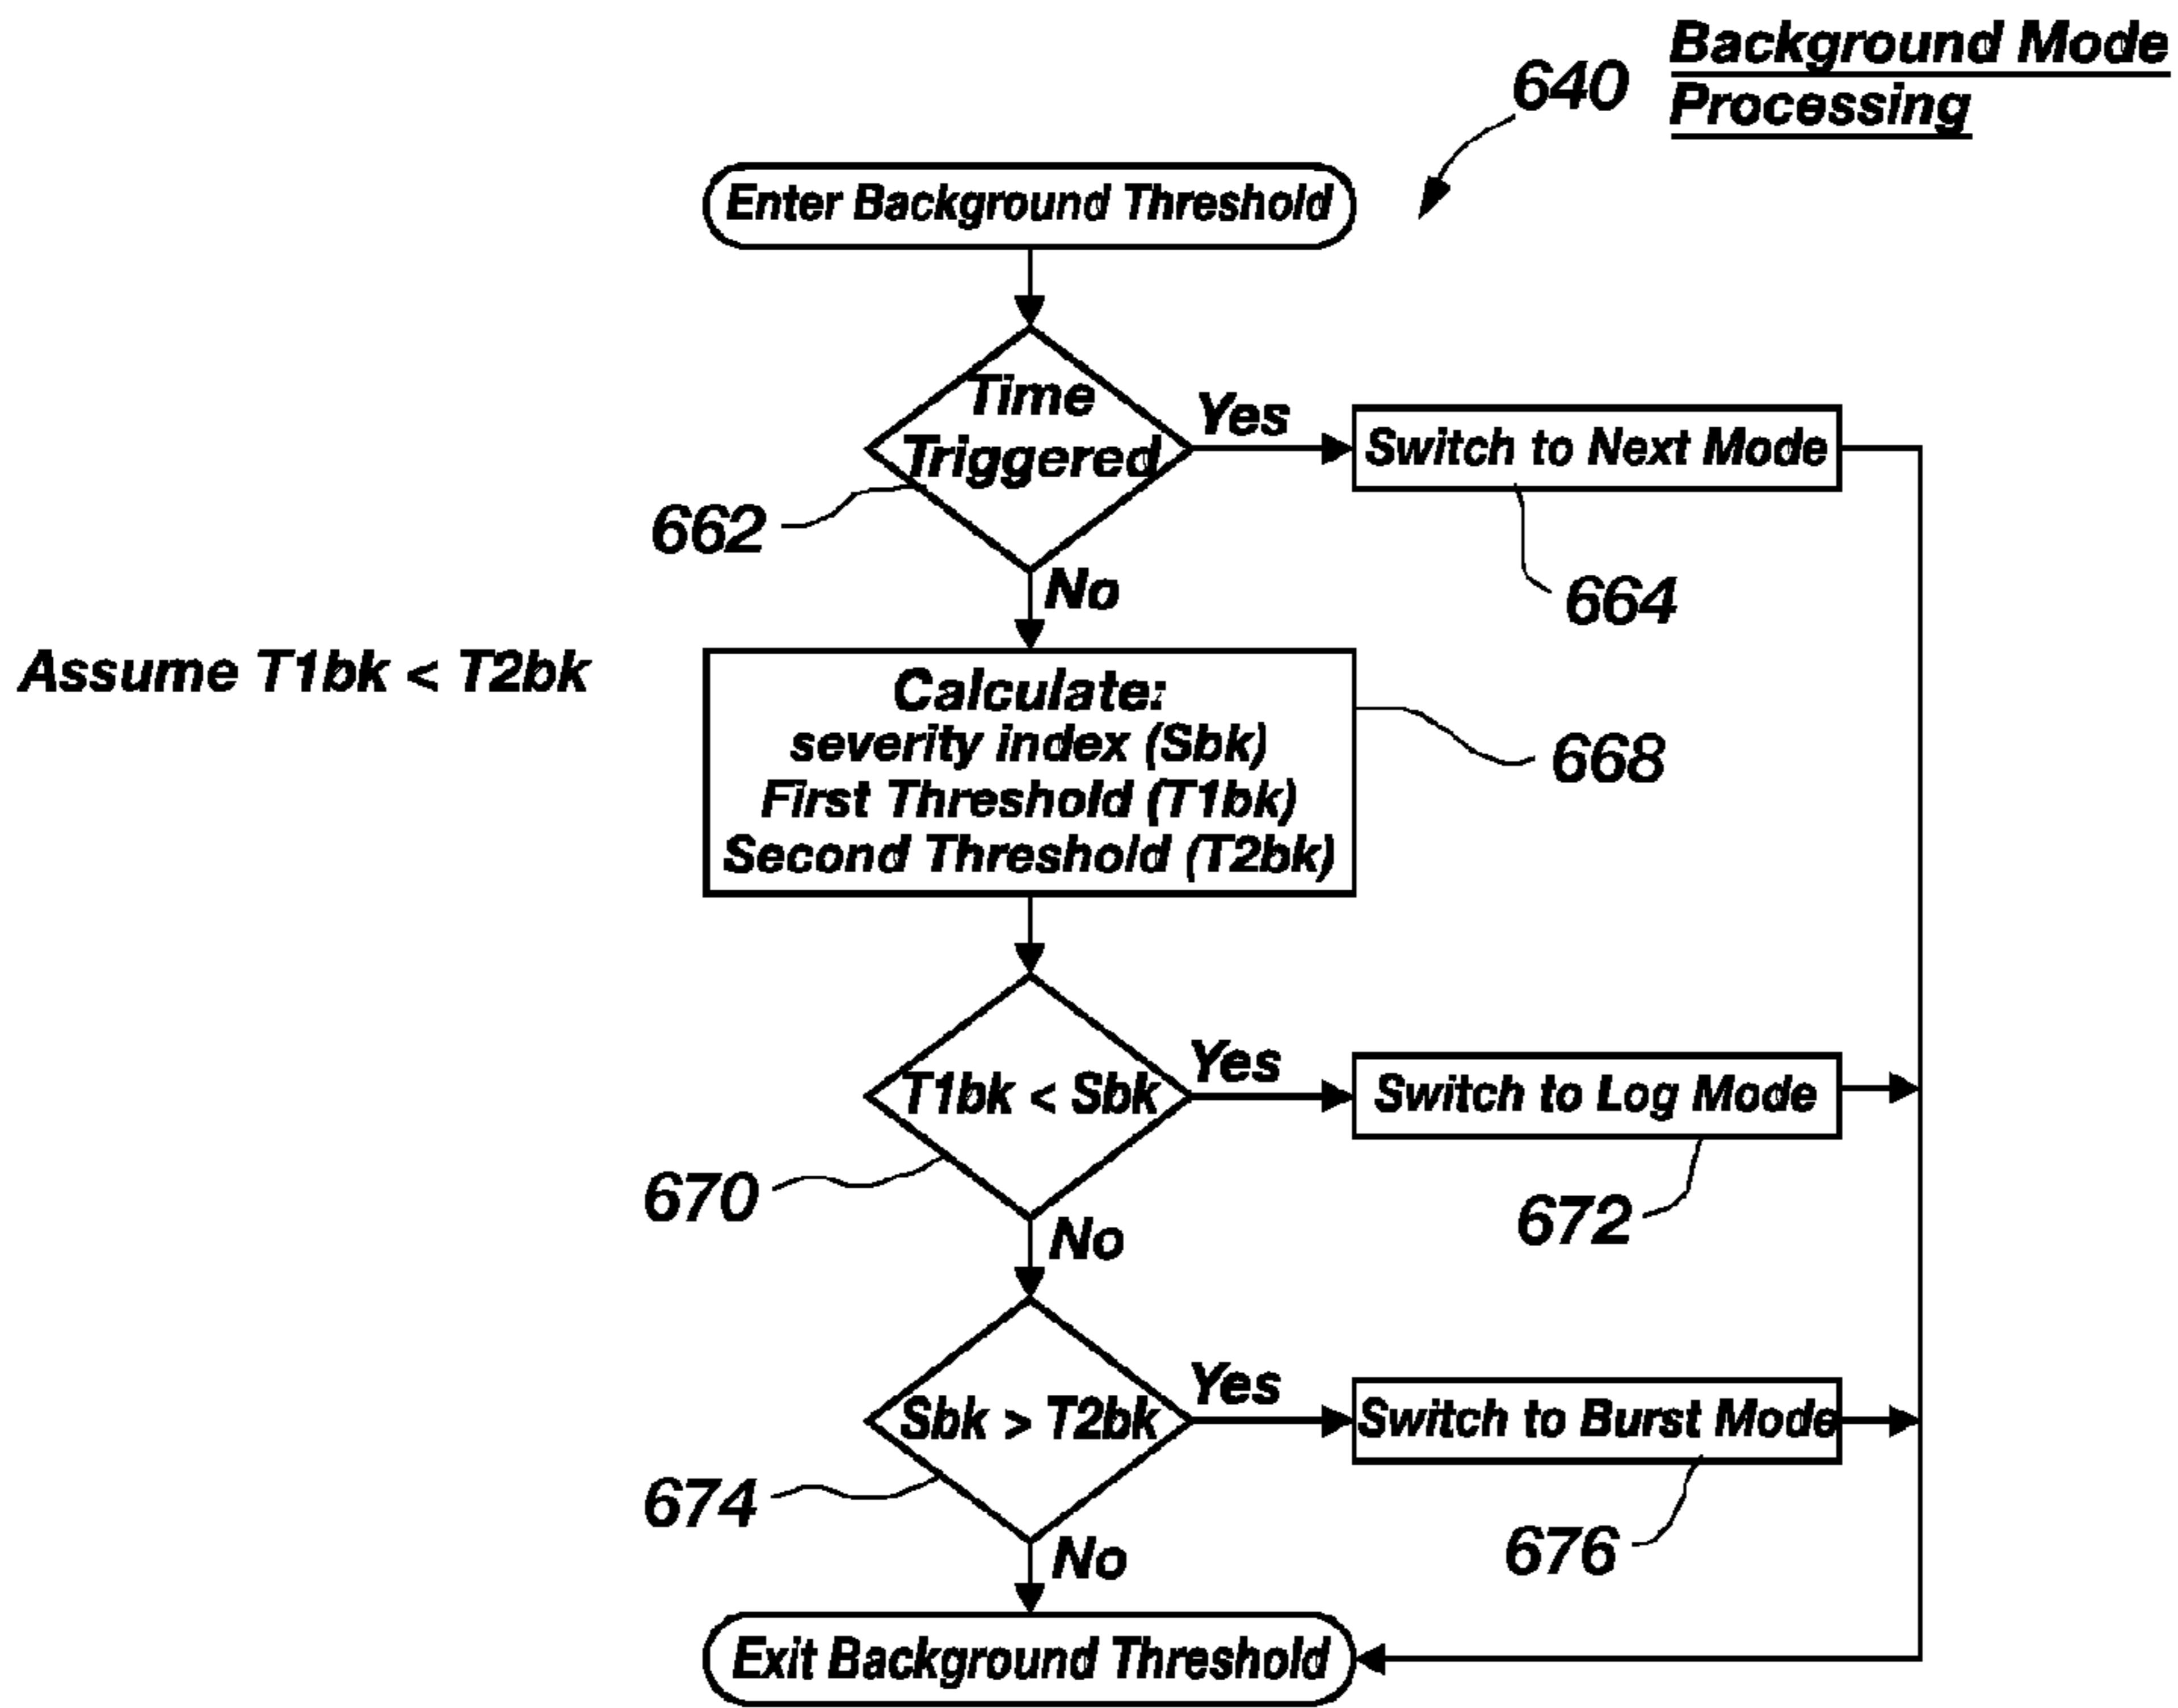 Background Mode
Processing
640
Enter Background Threshold
Time
Triggered
Yes
Switch to Next Mode
662
664
No
Assume T1bk < T2bk
Calculate:
severity index (Sbk)
First Threshold (T1bk)
Second Threshold (T2bk)
668
T1bk < Sbk
Yes
Switch to Log Mode
670
672
No
Sbk > T2bk
Yes
Switch to Burst Mode
674
676
No
Exit Background Threshold